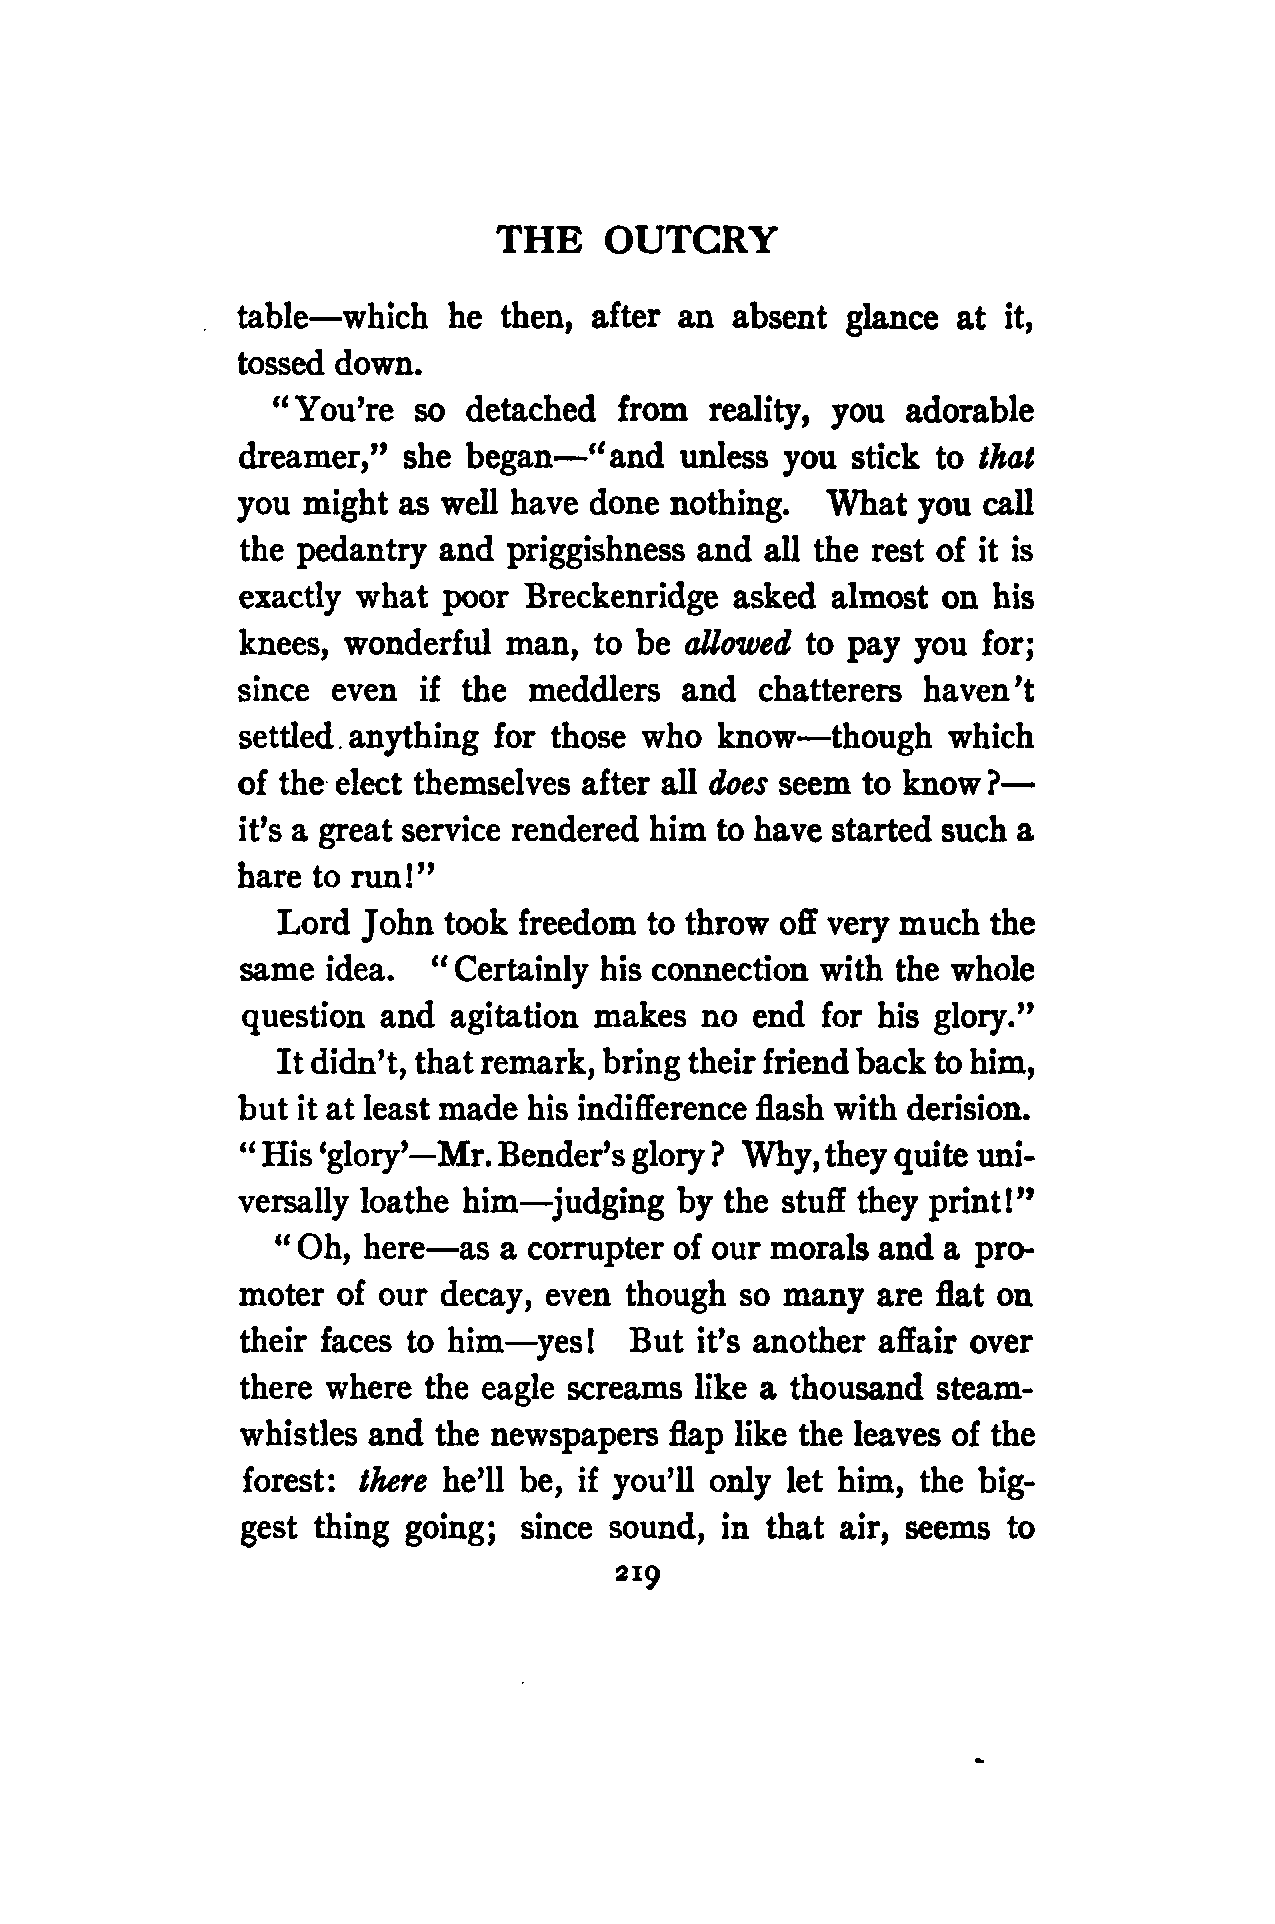 THE OUTCRY
table—which he then, after an absent glance at it,
tossed down.
"You're so detached from reality, you adorable
dreamer," she began—"and unless you stick to that
you might as well have done nothing. What you call
the pedantry and priggishness and all the rest of it is
exactly what poor Breckenridge asked almost on his
knees, wonderful man, to be allowed to pay you for;
since even if the meddlers and chatterers haven't
settled anything for those who know—though which
of the elect themselves after all does seem to know?—
it's a great service rendered him to have started such a
hare to run!"
Lord John took freedom to throw off very much the
same idea. "Certainly his connection with the whole
question and agitation makes no end for his glory."
It didn't, that remark, bring their friend back to him,
but it at least made his indifference flash with derision.
"His 'glory'—Mr. Bender's glory? Why, they quite uni-
versally loathe him—judging by the stuff they print!"
"Oh, here—as a corrupter of our morals and a pro-
moter of our decay, even though so many are flat on
their faces to him—yes! But it's another affair over
there where the eagle screams like a thousand steam-
whistles and the newspapers flap like the leaves of the
forest: there he'll be, if you'll only let him, the big-
gest thing going; since sound, in that air, seems to
219